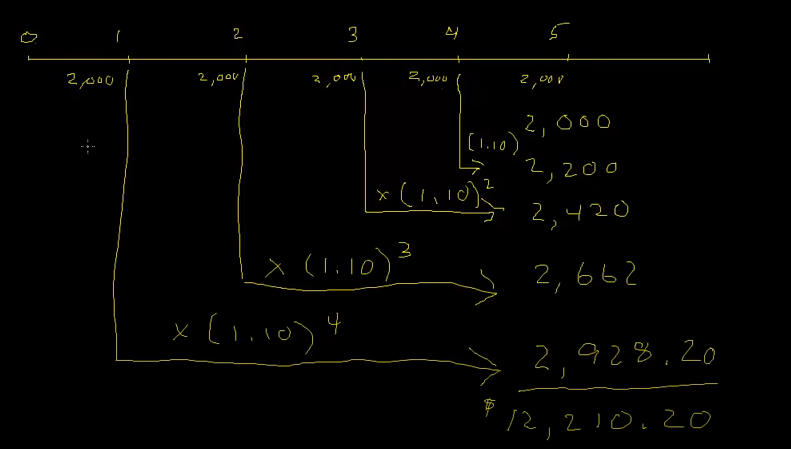 0 1 2 3 4 5
2,000 2,000 2,000 2,000 2,000
2,000
(1.10)
2,200
x (1.10)2
2,420
x (1.10)3
2,662
x (1.10)4
2,928.20
$12,210.20